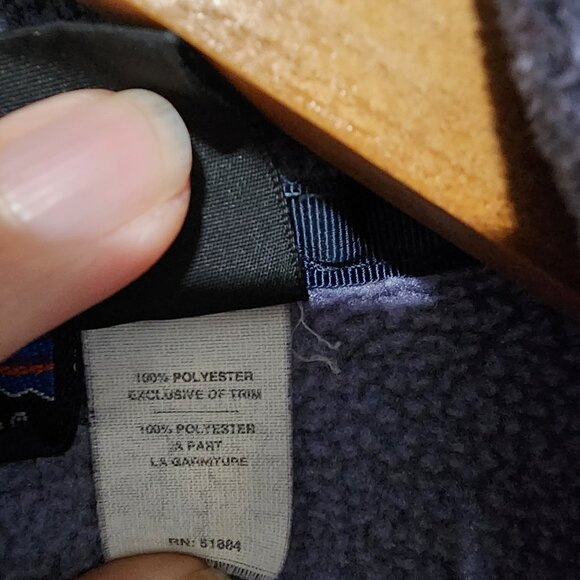 100% POLYESTER
EXCLUSIVE OF TRIM
100% POLYESTER
À PART
LA GARNITURE
RN: 51884